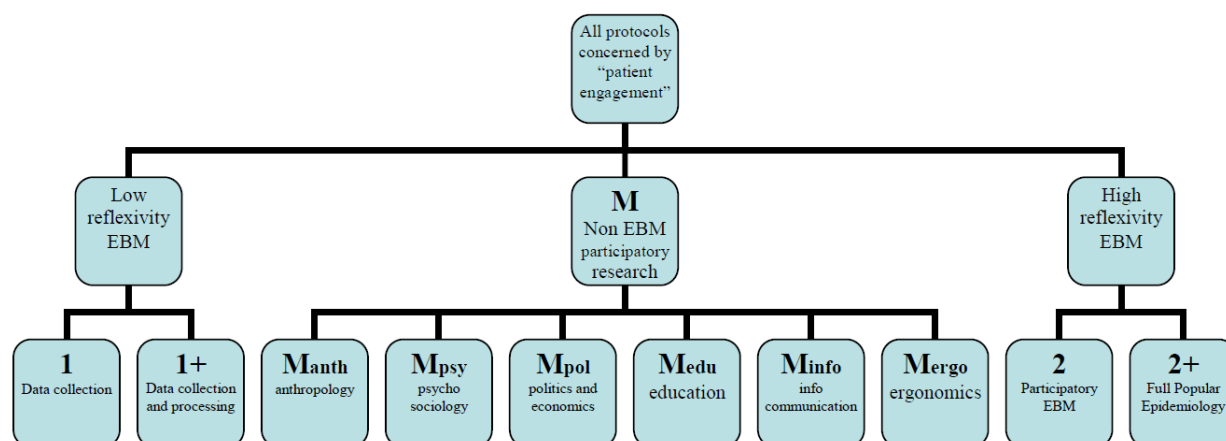 All protocols
concerned by
“patient
engagement”
Low
reflexivity
EBM
M
Non EBM
participatory
research
High
reflexivity
EBM
1
Data collection
1+
Data collection
and processing
Manth
anthropology
Mpsy
psycho
sociology
Mpol
politics and
economics
Medu
education
Minfo
info
communication
Mergo
ergonomics
2
Participatory
EBM
2+
Full Popular
Epidemiology